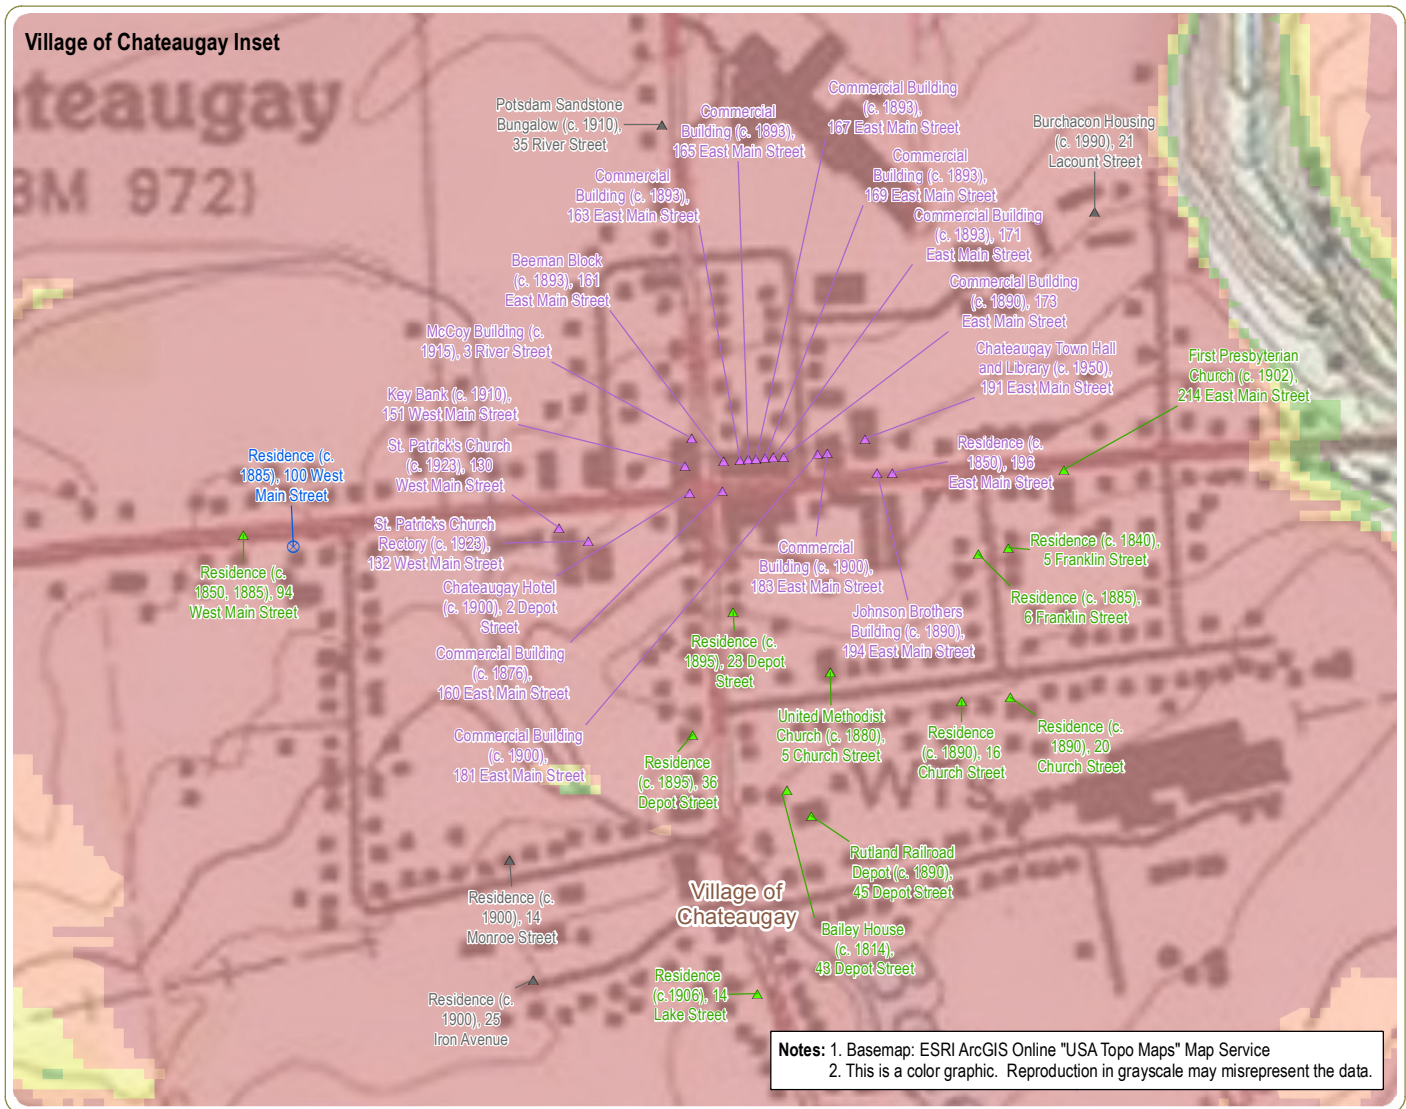 Village of Chateaugay Inset
teaugay
BM 972)
Potsdam Sandstone
Bungalow (c. 1910),
35 River Street
Commercial
Building (c. 1893),
165 East Main Street
Commercial Building
(c. 1893),
167 East Main Street
Burchacon Housing
(c. 1990), 21
Lacount Street
Commercial
Building (c. 1893),
163 East Main Street
Commercial
Building (c. 1893),
169 East Main Street
Commercial Building
(c. 1893), 171
East Main Street
Beeman Block
(c. 1893), 161
East Main Street
Commercial Building
(c. 1890), 173
East Main Street
McCoy Building (c.
1915), 3 River Street
Chateaugay Town Hall
and Library (c. 1950),
191 East Main Street
First Presbyterian
Church (c. 1902),
214 East Main Street
Key Bank (c. 1910),
151 West Main Street
St. Patrick's Church
(c. 1923), 130
West Main Street
Residence (c.
1850), 196
East Main Street
Residence (c.
1885), 100 West
Main Street
St. Patricks Church
Rectory (c. 1923),
132 West Main Street
Residence (c.
1850, 1885), 94
West Main Street
Chateaugay Hotel
(c. 1900), 2 Depot
Street
Commercial
Building (c. 1900),
183 East Main Street
Residence (c. 1840),
5 Franklin Street
Residence (c. 1885),
6 Franklin Street
Johnson Brothers
Building (c. 1890),
194 East Main Street
Commercial Building
(c. 1876),
160 East Main Street
Residence (c.
1895), 23 Depot
Street
Commercial Building
(c. 1900),
181 East Main Street
United Methodist
Church (c. 1880),
5 Church Street
Residence
(c. 1890), 16
Church Street
Residence (c.
1890), 20
Church Street
Residence
(c. 1895), 36
Depot Street
WTs
Rutland Railroad
Depot (c. 1890),
45 Depot Street
Residence (c.
1900), 14
Monroe Street
Village of
Chateaugay
Bailey House
(c. 1814),
43 Depot Street
Residence
(c.1906), 14
Lake Street
Residence (c.
1900), 25
Iron Avenue
Notes: 1. Basemap: ESRI ArcGIS Online "USA Topo Maps" Map Service
2. This is a color graphic. Reproduction in grayscale may misrepresent the data.